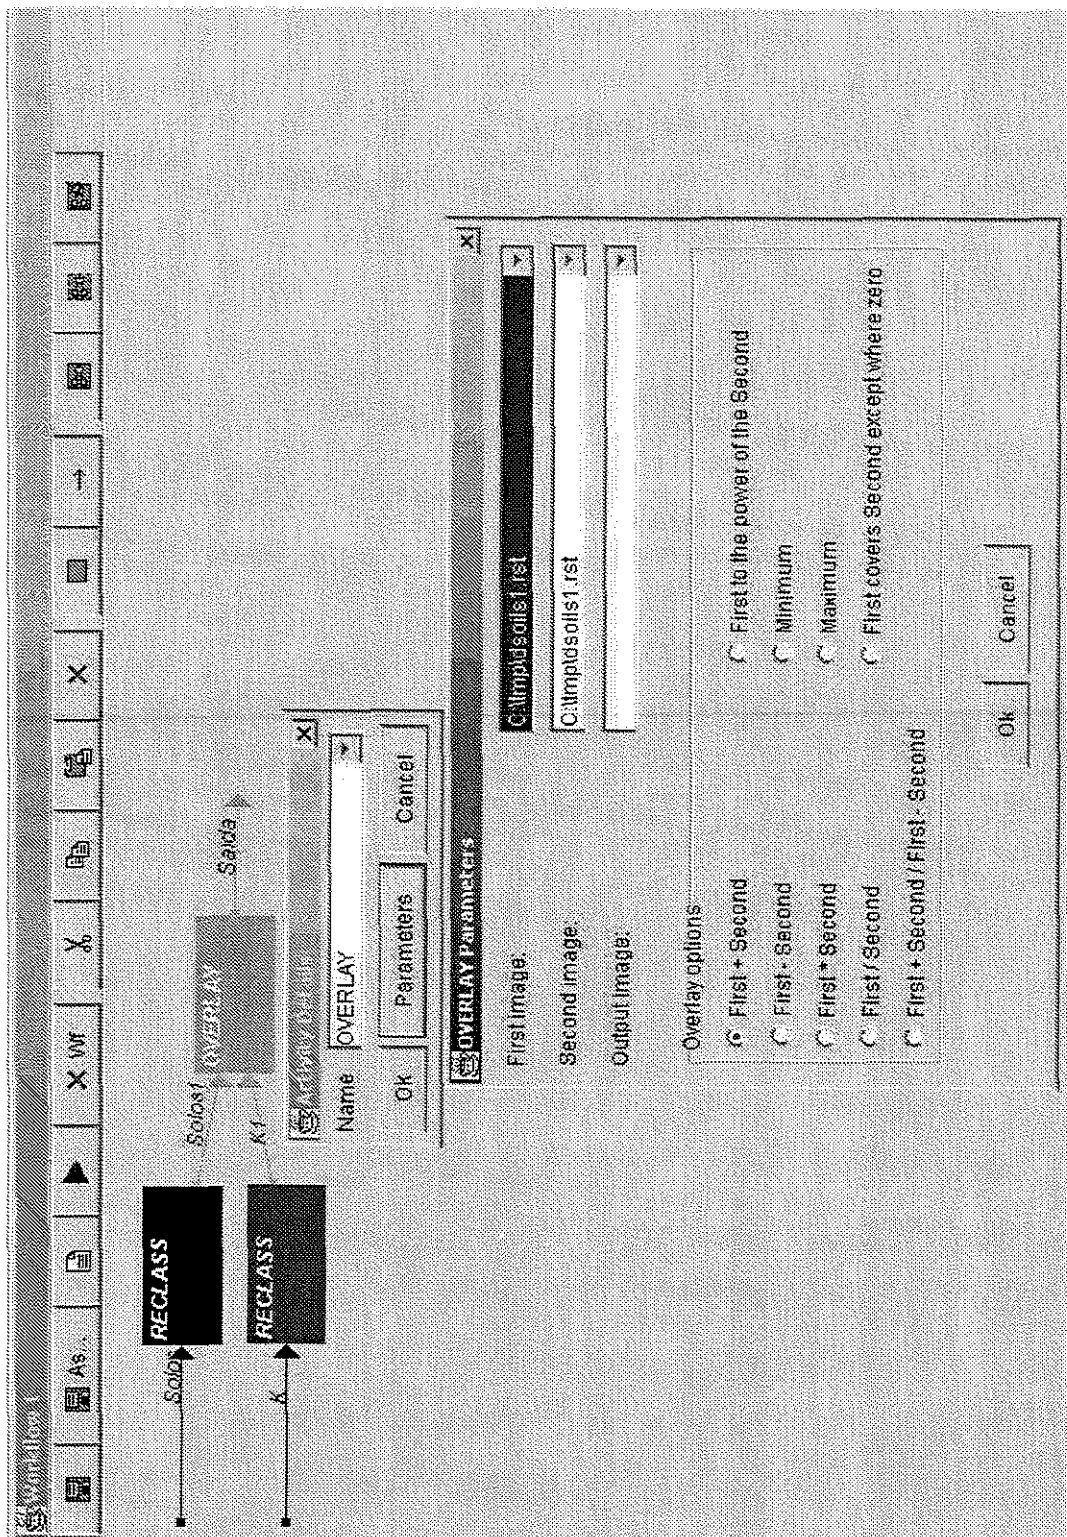 WorkFlow 1
As...
X Wf
Solos
RECLASS
Solos1
OVERLAY
Saida
K
RECLASS
K1
Name
OVERLAY
Ok
Parameters
Cancel
OVERLAY Parameters
First image:
C:\tmp\dsoils1.rst
Second image:
C:\tmp\dsoils1.rst
Output Image:
Overlay options
First + Second
First to the power of the Second
First - Second
Minimum
First * Second
Maximum
First / Second
First covers Second except where zero
First + Second / First - Second
Ok
Cancel